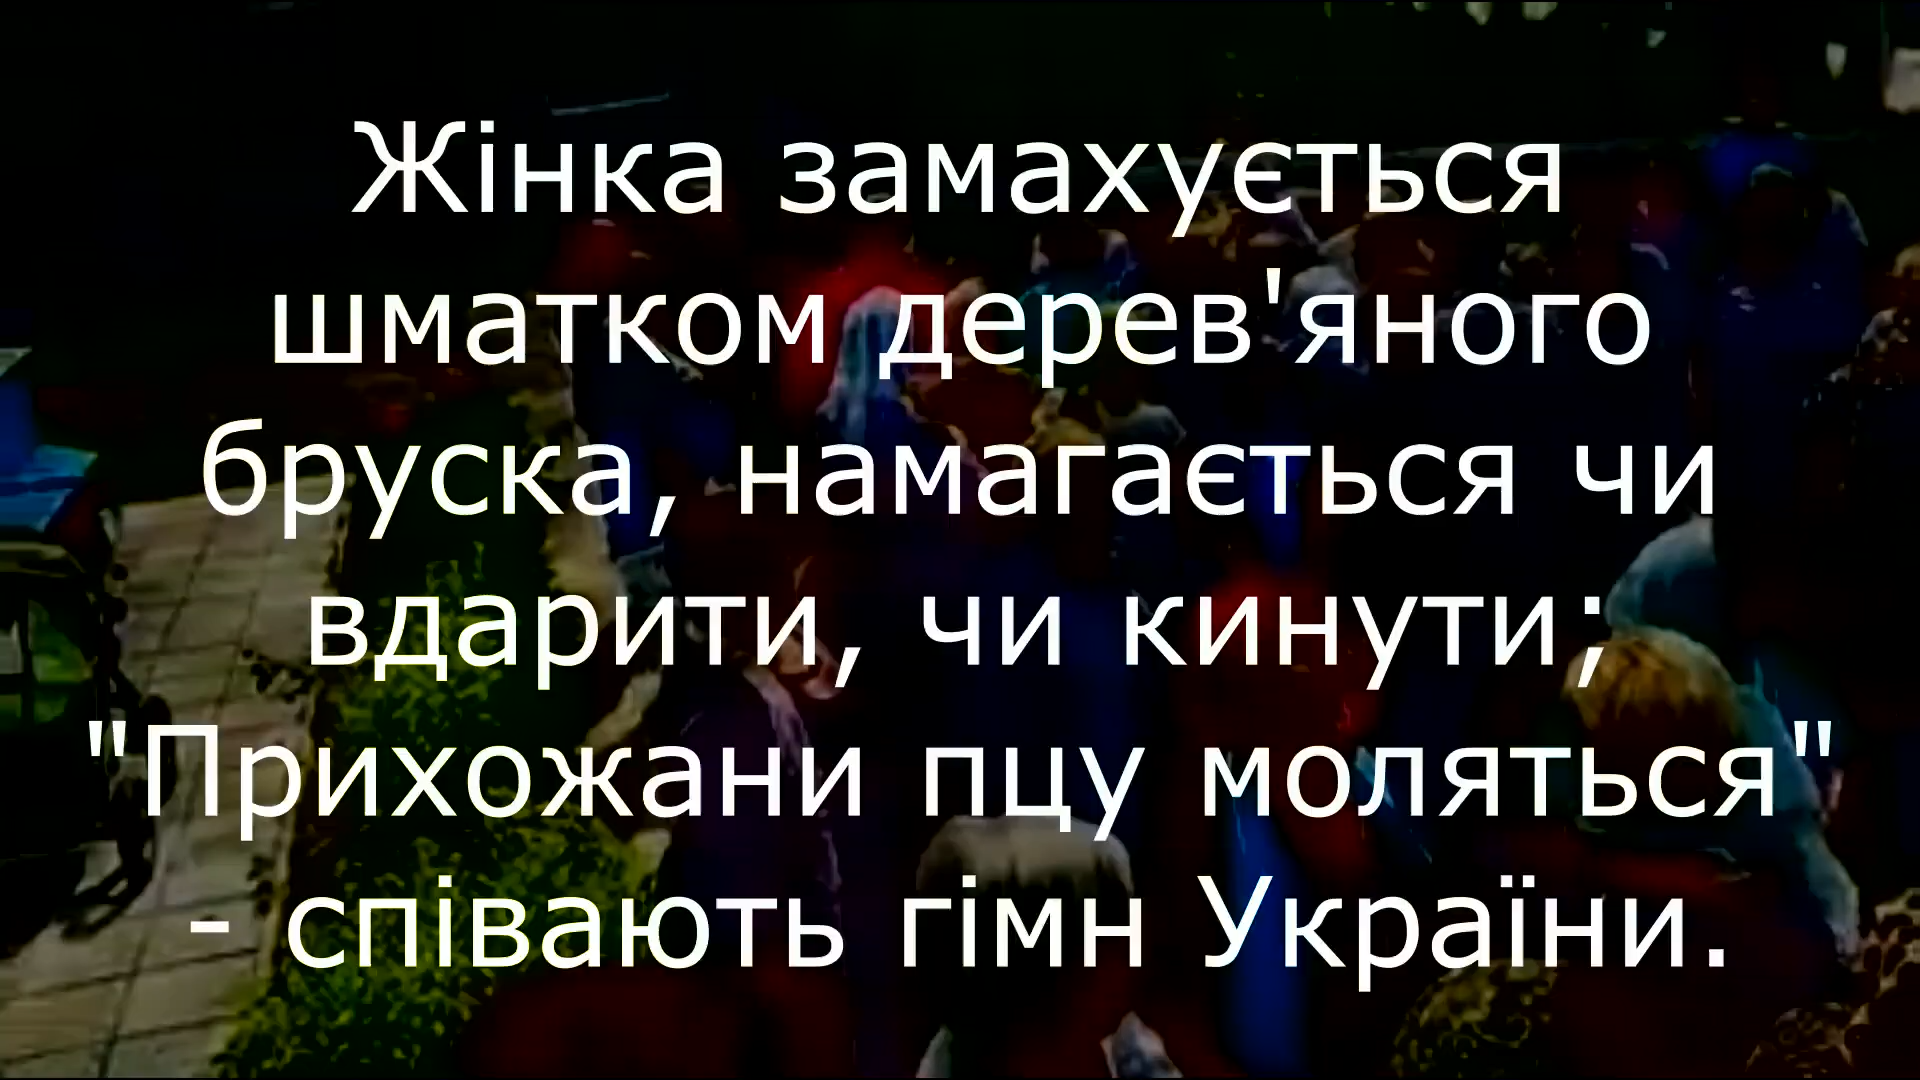 Жінка замахується
шматком дерев'яного
бруска, намагається чи
вдарити, чи кинути;
"Прихожани пцу моляться"
- співають гімн України.